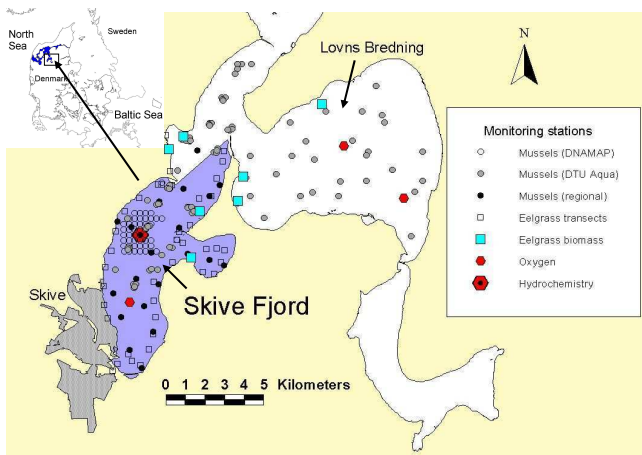 North
Sea
Sweden
Denmark
Baltic Sea
Lovns Bredning
N
Monitoring stations
Mussels (DNAMAP)
Mussels (DTU Aqua)
Mussels (regional)
Eelgrass transects
Eelgrass biomass
Oxygen
Hydrochemistry
Skive
Skive Fjord
0 1 2 3 4 5 Kilometers